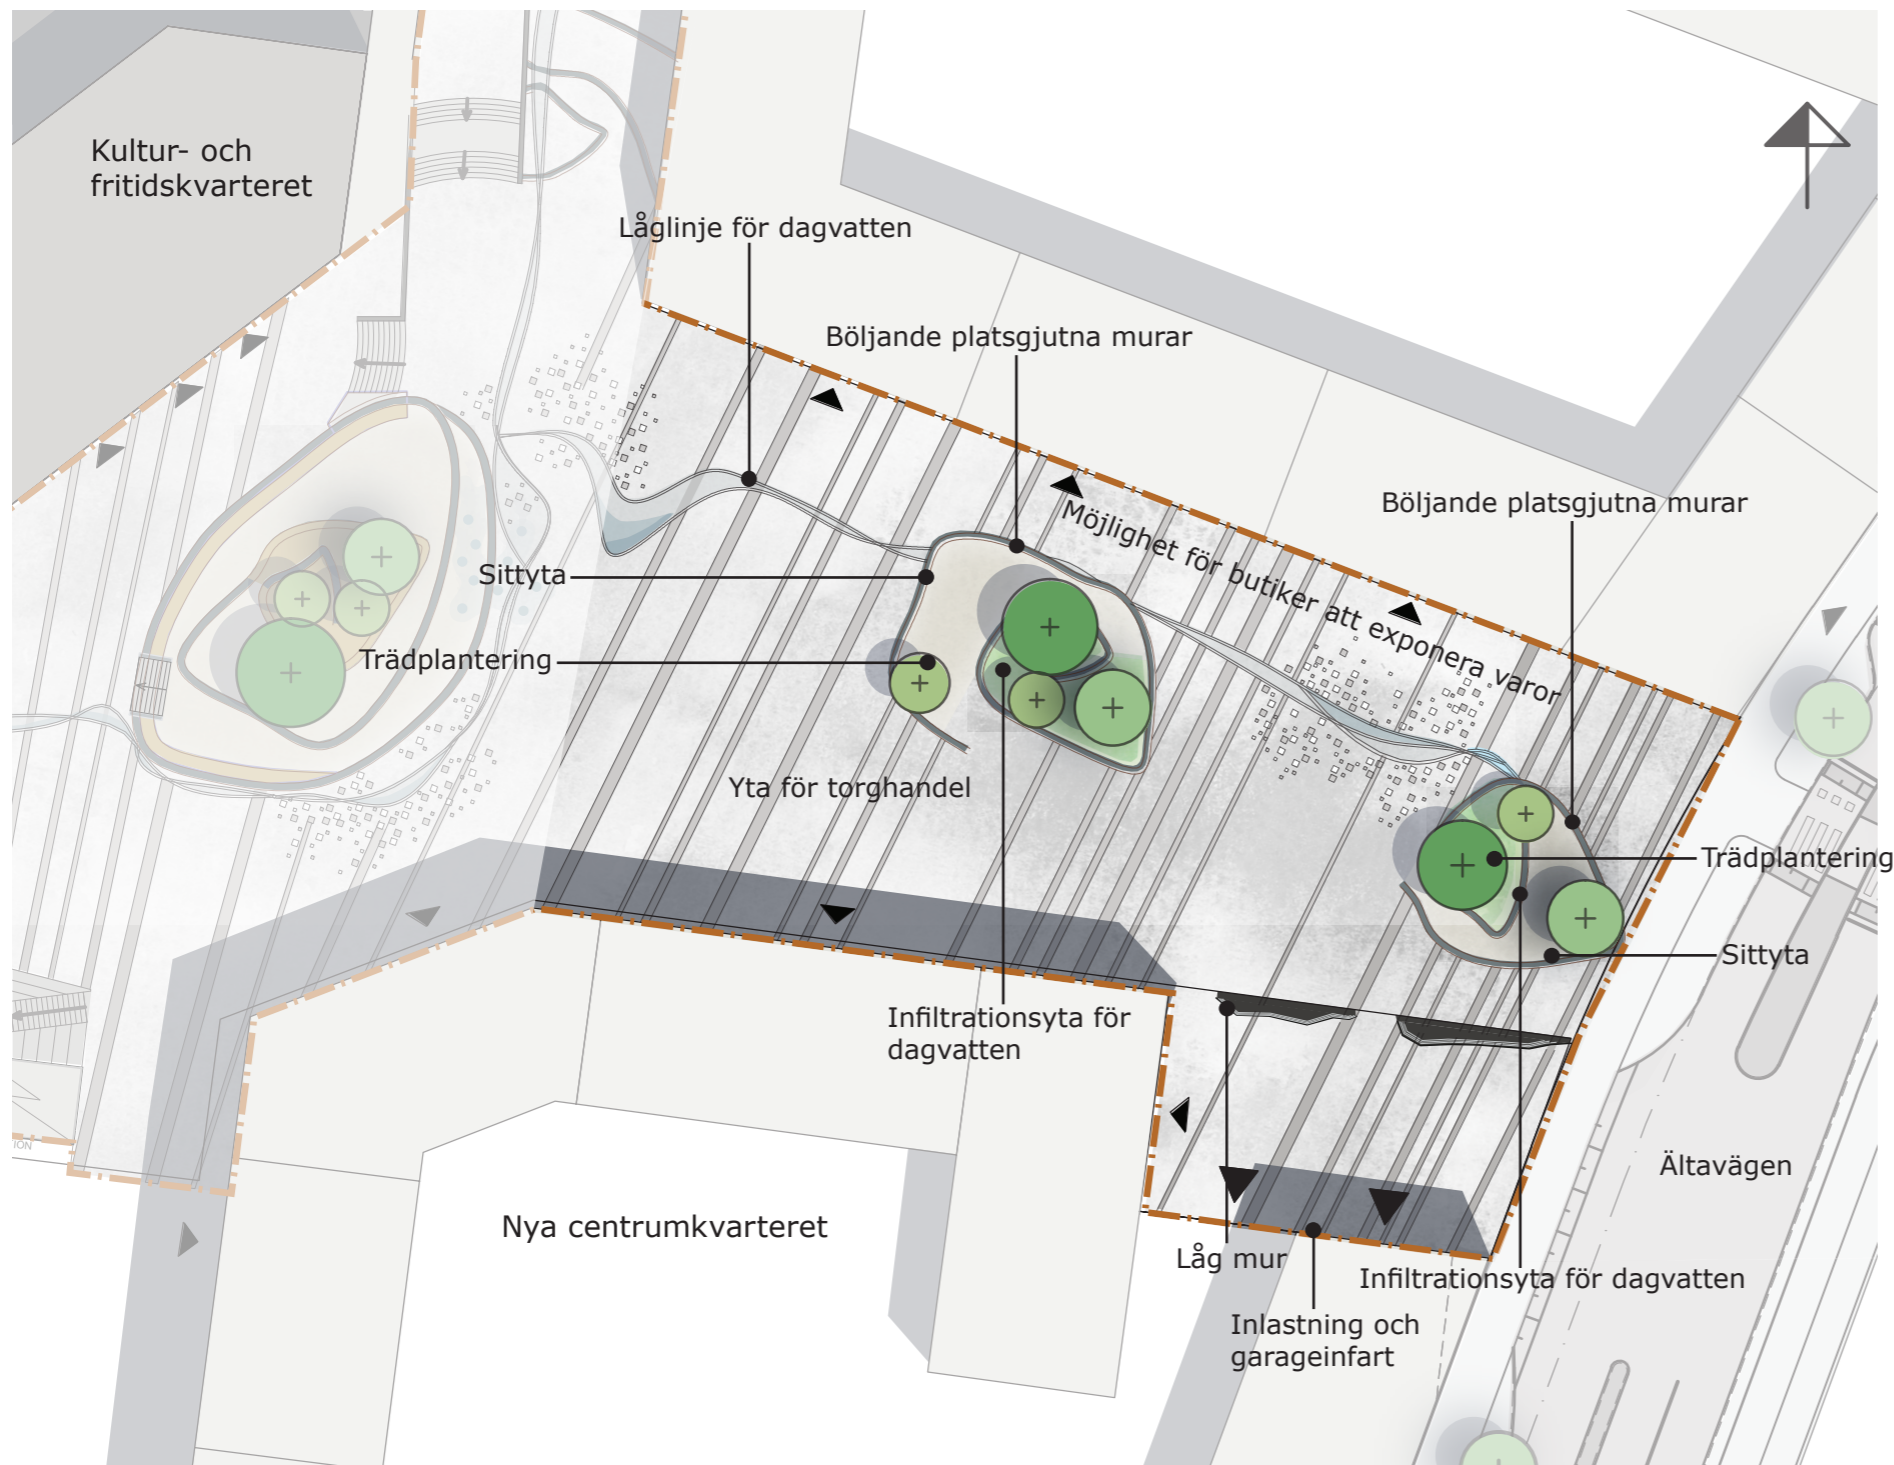 Kultur- och
fritidskvarteret
Låglinje för dagvatten
Böljande platsgjutna murar
Böljande platsgjutna murar
Möjlighet för butiker att exponera varor
Sittyta
Trädplantering
Yta för torghandel
Trädplantering
Sittyta
Infiltrationsyta för
dagvatten
Ältavägen
Nya centrumkvarteret
Låg mur
Infiltrationsyta för dagvatten
Inlastning och
garageinfart
ION